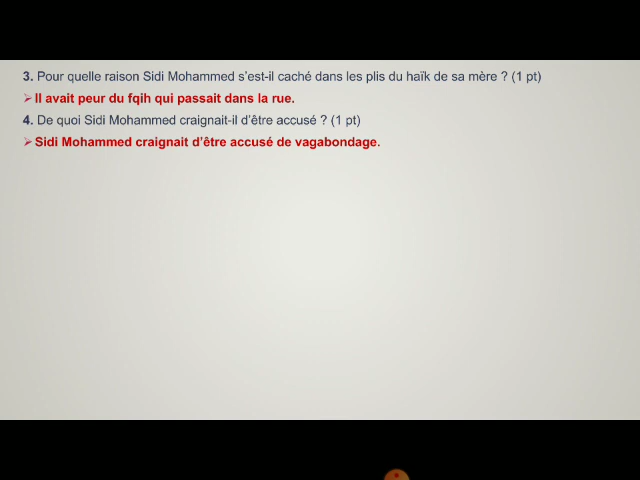 3. Pour quelle raison Sidi Mohammed s'est-il caché dans les plis du haïk de sa mère ? (1 pt)
➢ Il avait peur du fqih qui passait dans la rue.
4. De quoi Sidi Mohammed craignait-il d'être accusé ? (1 pt)
➢ Sidi Mohammed craignait d'être accusé de vagabondage.